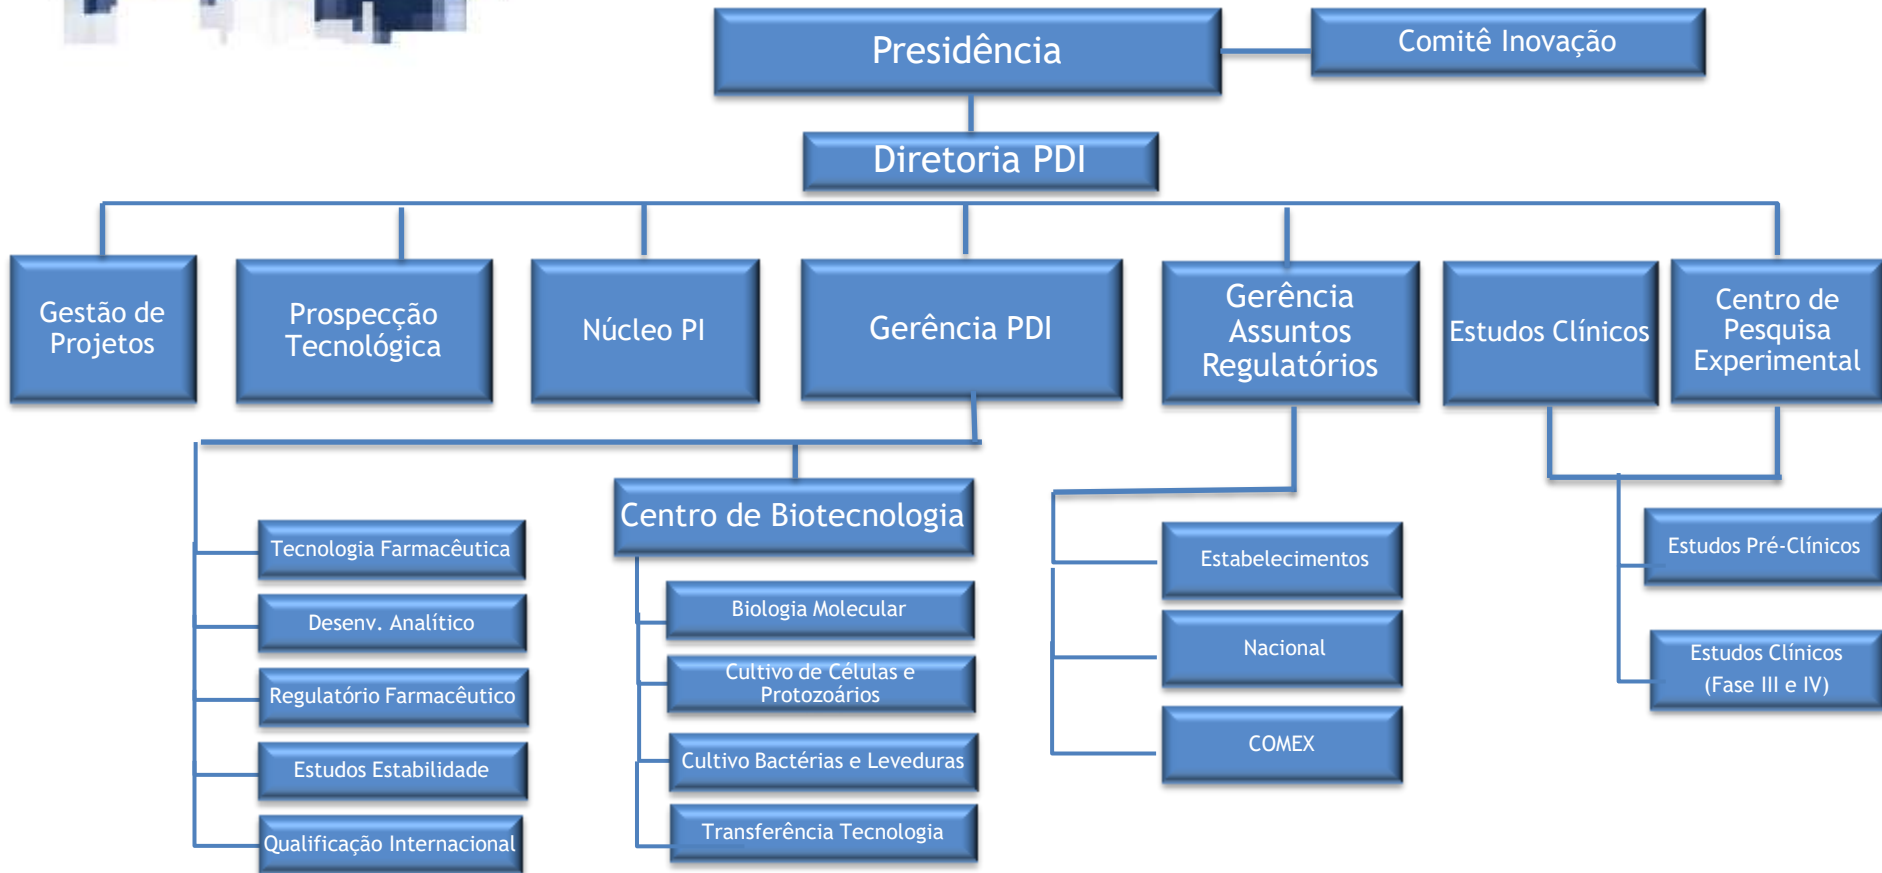 Presidência
Comitê Inovação
Diretoria PDI
Gestão de
Projetos
Prospecção
Tecnológica
Núcleo PI
Gerência PDI
Gerência
Assuntos
Regulatórios
Estudos Clínicos
Centro de
Pesquisa
Experimental
Tecnologia Farmacêutica
Desenv. Analítico
Regulatório Farmacêutico
Estudos Estabilidade
Qualificação Internacional
Centro de Biotecnologia
Biologia Molecular
Cultivo de Células e
Protozoários
Cultivo Bactérias e Leveduras
Transferência Tecnologia
Estabelecimentos
Nacional
COMEX
Estudos Pré-Clínicos
Estudos Clínicos
(Fase III e IV)